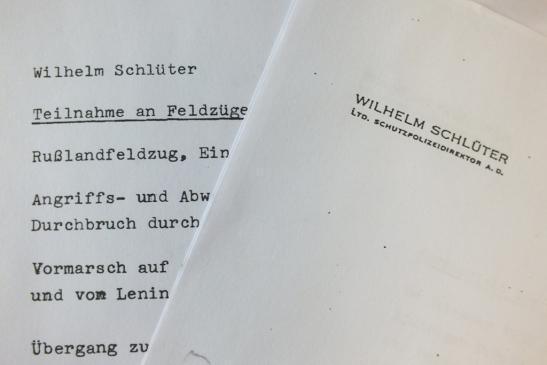 Wilhelm Schlüter
Teilnahme an Feldzüge
Rußlandfeldzug, Ein
Angriffs- und Abw
Durchbruch durch
Vormarsch auf
und von Lenin
Übergang zu
WILHELM SCHLÜTER
LTD. SCHUTZPOLIZEIDIREKTOR A. D.